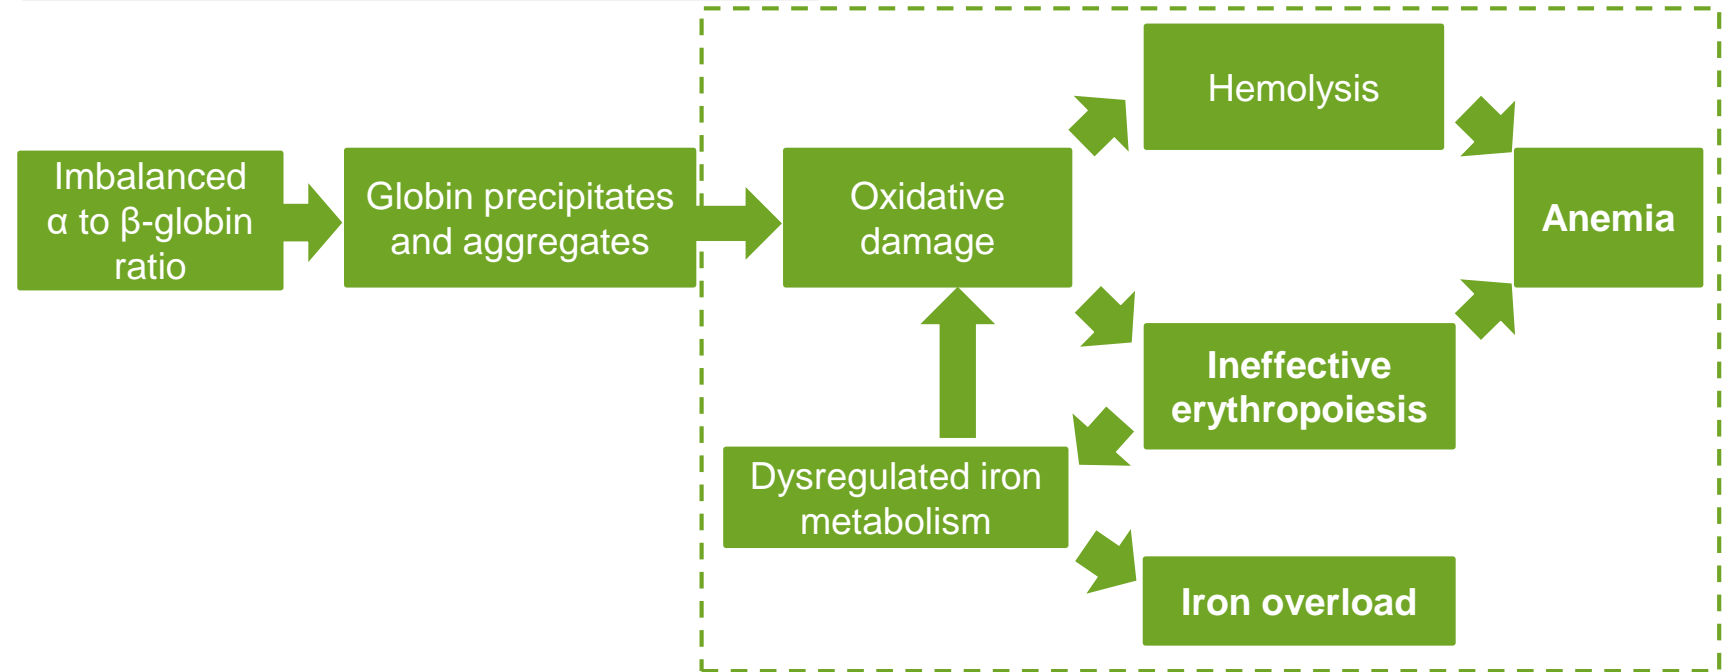 Imbalanced
α to β-globin
ratio
Globin precipitates
and aggregates
Oxidative
damage
Hemolysis
Anemia
Ineffective
erythropoiesis
Dysregulated iron
metabolism
Iron overload